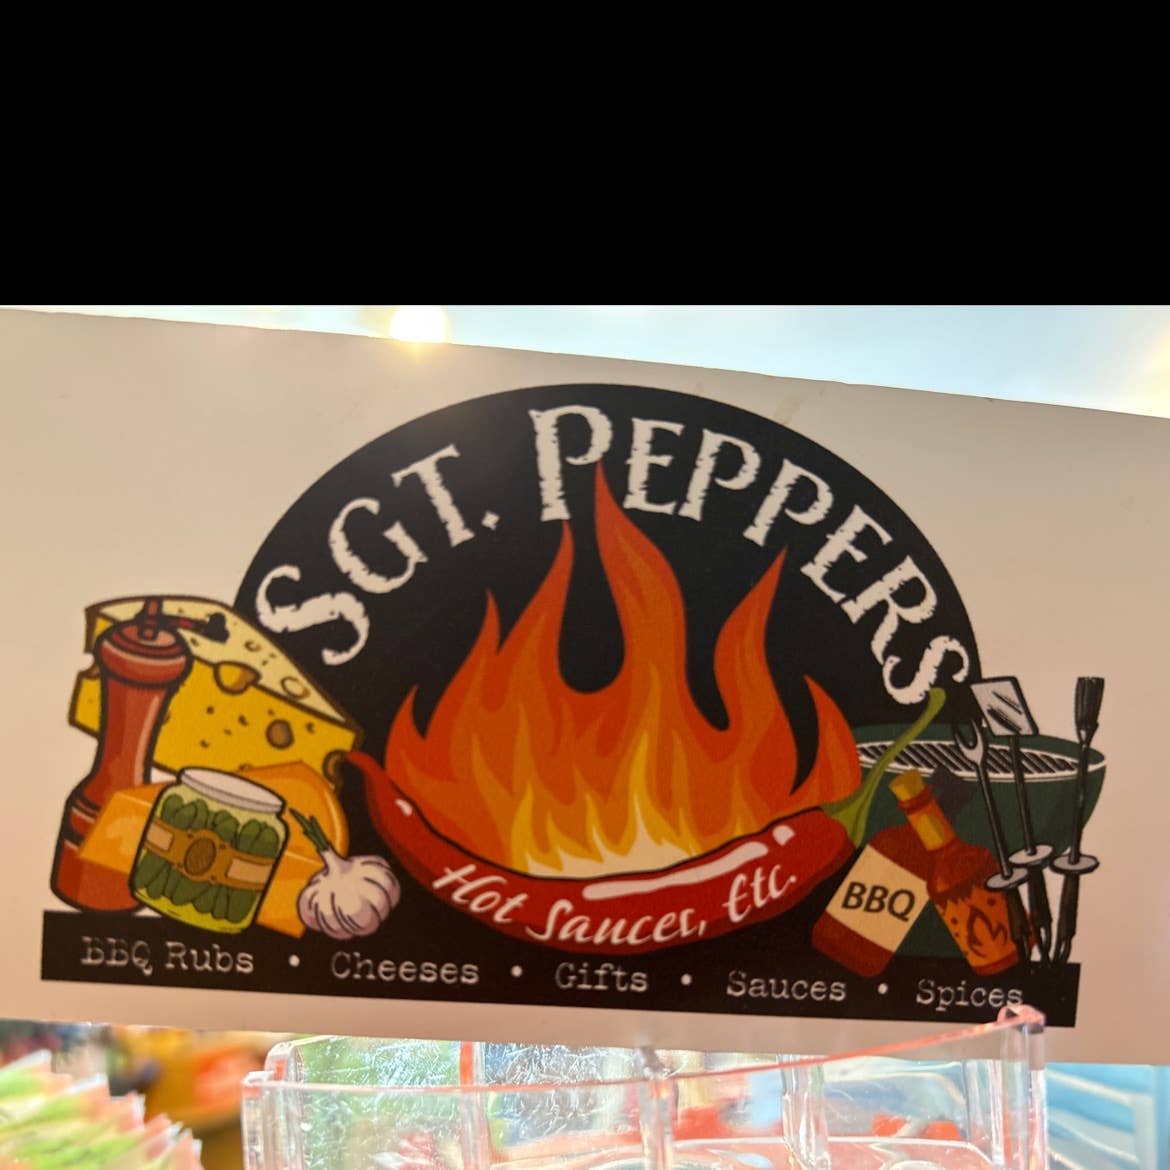 SGT. PEPPERS
Hot Sauces, Etc.
BBQ
BBQ Rubs • Cheeses • Gifts • Sauces • Spices